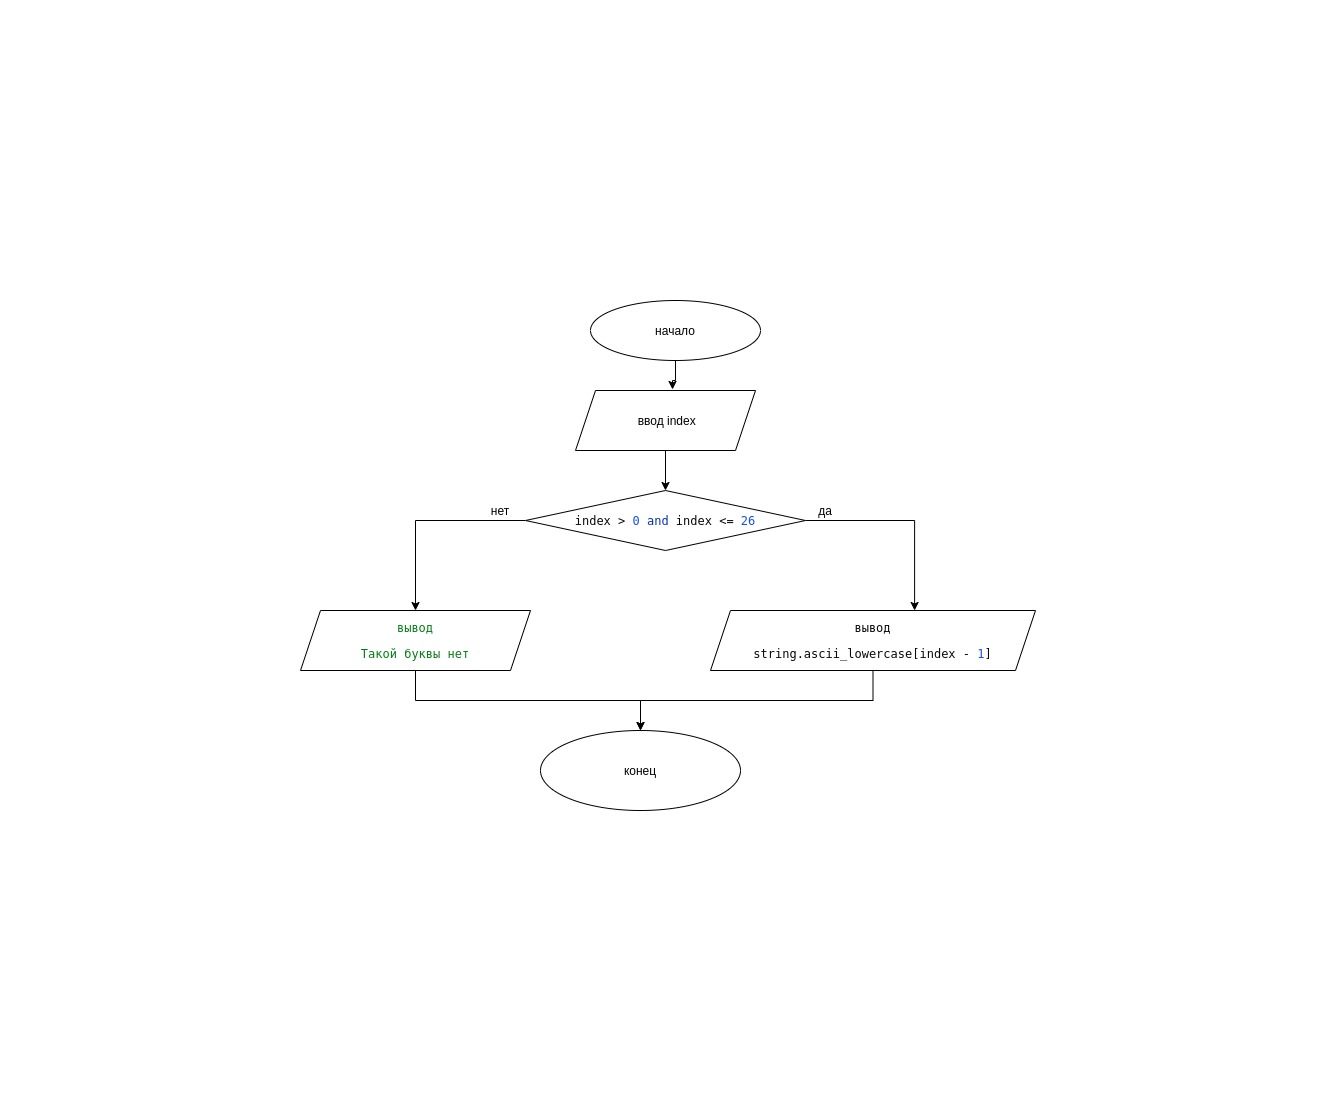 начало
ввод index
нет
да
index > 0 and index <= 26
вывод
Такой буквы нет
вывод
string.ascii_lowercase[index - 1]
конец